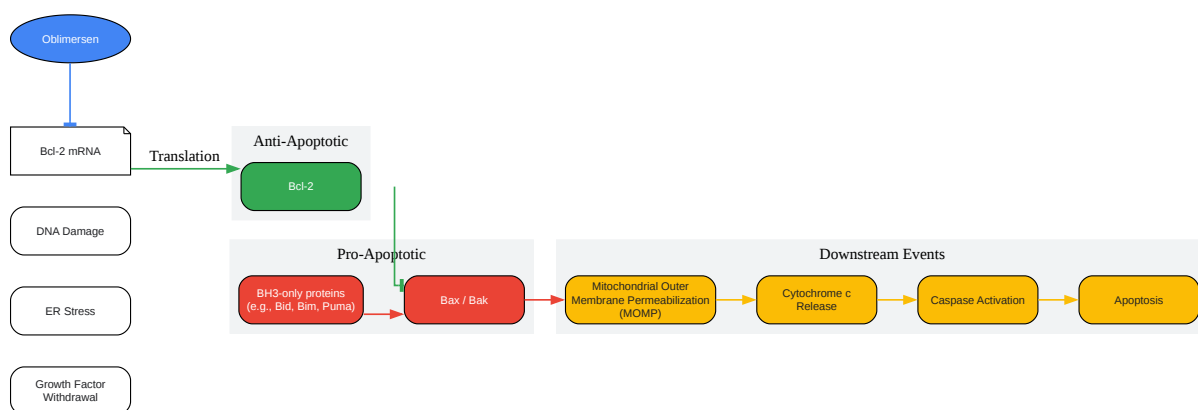 Oblimersen
Bcl-2 mRNA
Translation
Anti-Apoptotic
Bcl-2
DNA Damage
ER Stress
Growth Factor
Withdrawal
Pro-Apoptotic
BH3-only proteins
(e.g., Bid, Bim, Puma)
Bax / Bak
Downstream Events
Mitochondrial Outer
Membrane Permeabilization
(MOMP)
Cytochrome c
Release
Caspase Activation
Apoptosis